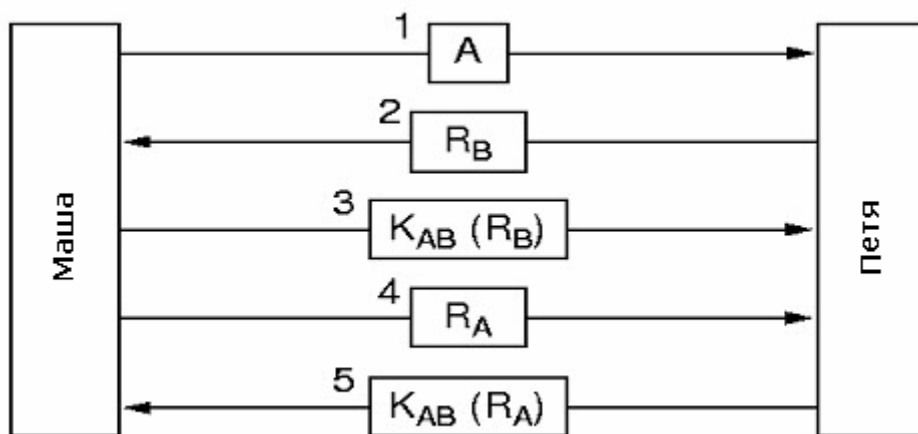 Маша
1 A
2 R_B
3 K_AB (R_B)
4 R_A
5 K_AB (R_A)
Петя